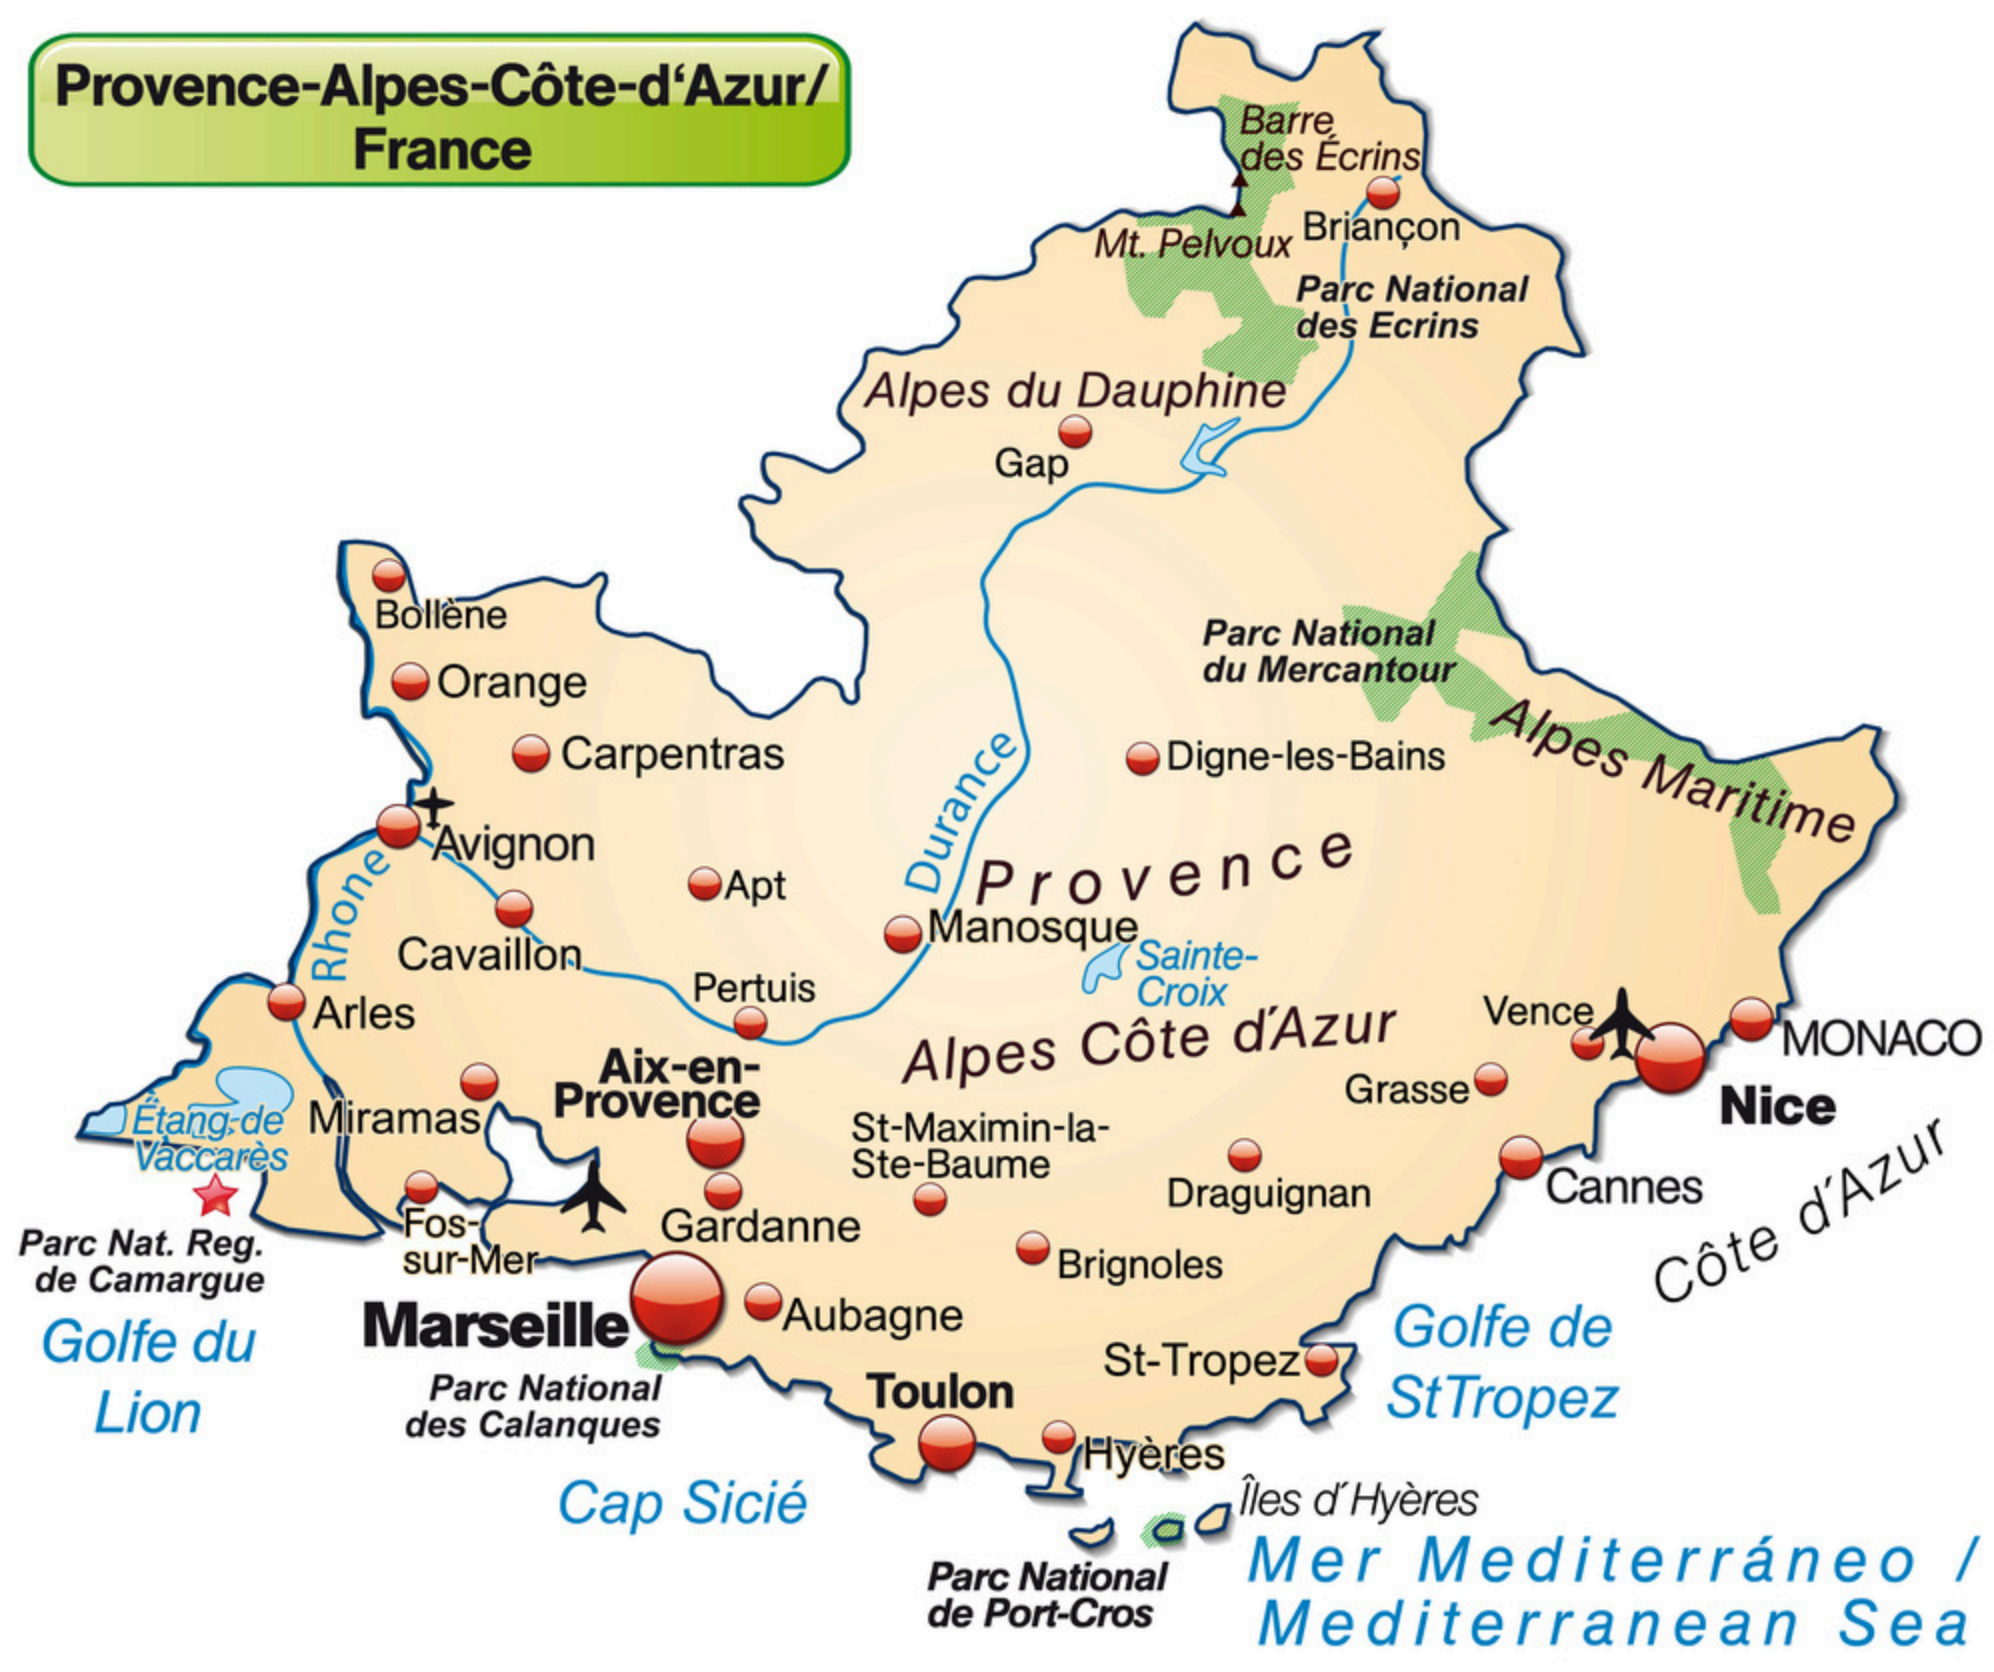 Provence-Alpes-Côte-d‘Azur/
France
Barre
des Écrins
Mt. Pelvoux
Briançon
Parc National
des Ecrins
Alpes du Dauphine
Gap
Bollène
Orange
Carpentras
Parc National
du Mercantour
Alpes Maritime
Digne-les-Bains
Durance
Avignon
Rhone
Apt
Provence
Manosque
Cavaillon
Sainte-
Croix
Pertuis
Arles
Alpes Côte d´Azur
Vence
MONACO
Nice
Grasse
Aix-en-
Provence
Miramas
Étang de
Vaccarès
St-Maximin-la-
Ste-Baume
Draguignan
Cannes
Côte d´Azur
Fos-
sur-Mer
Gardanne
Parc Nat. Reg.
de Camargue
Brignoles
Marseille
Aubagne
Golfe du
Lion
Golfe de
StTropez
St-Tropez
Parc National
des Calanques
Toulon
Hyères
Cap Sicié
Îles d´Hyères
Parc National
de Port-Cros
Mer Mediterráneo /
Mediterranean Sea